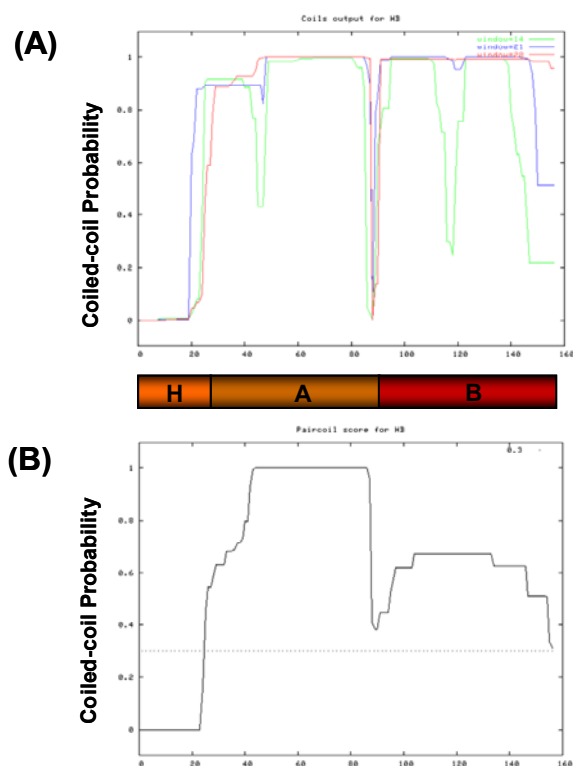 (A)
Coils output for HB
window=14
window=21
window=28
Coiled-coil Probability
1
0.8
0.6
0.4
0.2
0
0 20 40 60 80 100 120 140 160
H A B
(B)
Paircoil score for HB
0.3
Coiled-coil Probability
1
0.8
0.6
0.4
0.2
0
0 20 40 60 80 100 120 140 160